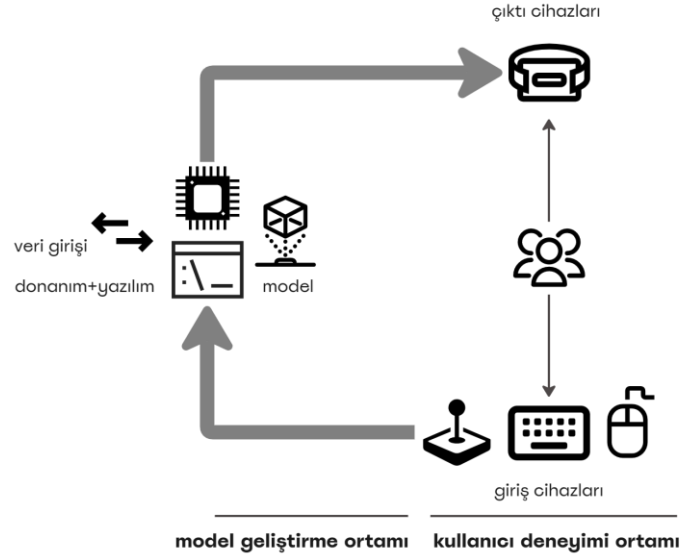 çıktı cihazları
veri girişi
donanım+yazılım
model
giriş cihazları
model geliştirme ortamı
kullanıcı deneyimi ortamı